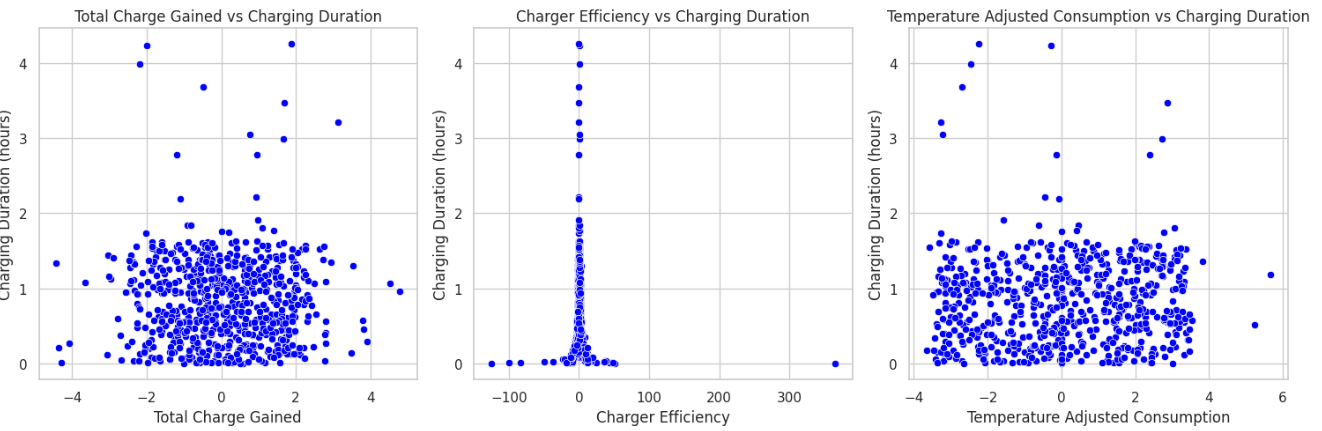 Total Charge Gained vs Charging Duration
Charging Duration (hours)
4
3
2
1
0
−4 −2 0 2 4
Total Charge Gained
Charger Efficiency vs Charging Duration
Charging Duration (hours)
4
3
2
1
0
−100 0 100 200 300
Charger Efficiency
Temperature Adjusted Consumption vs Charging Duration
Charging Duration (hours)
4
3
2
1
0
−4 −2 0 2 4 6
Temperature Adjusted Consumption